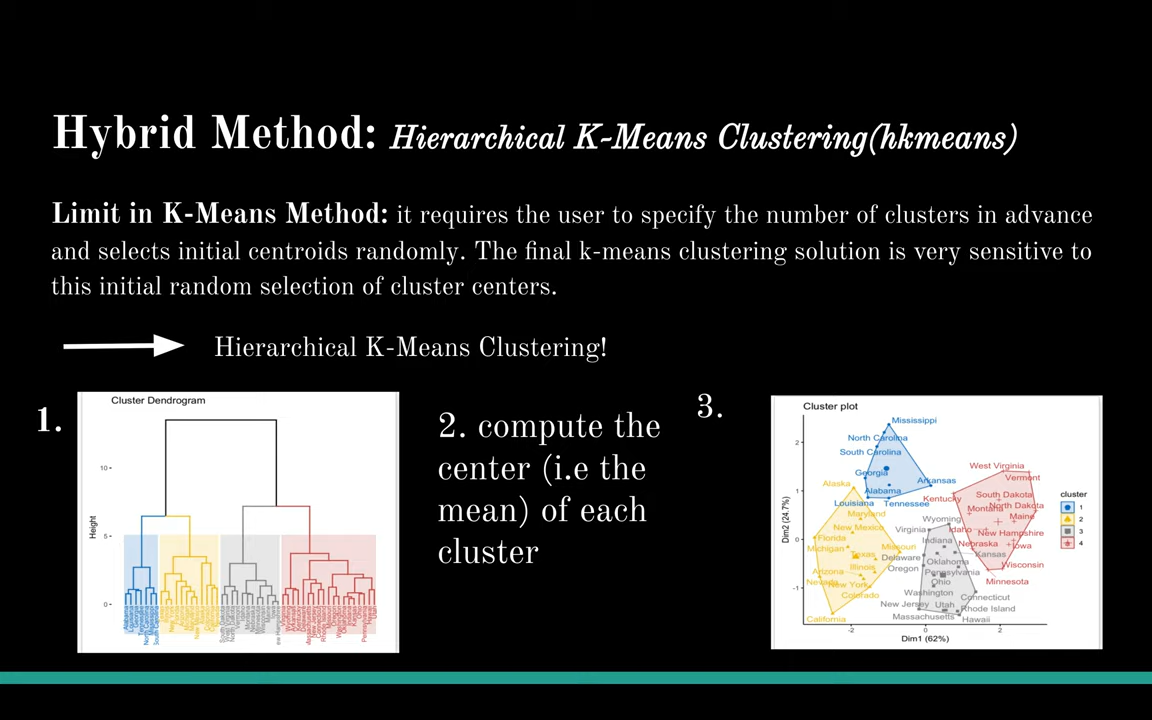 Hybrid Method: Hierarchical K-Means Clustering(hkmeans)
Limit in K-Means Method: it requires the user to specify the number of clusters in advance
and selects initial centroids randomly. The final k-means clustering solution is very sensitive to
this initial random selection of cluster centers.
Hierarchical K-Means Clustering!
1.
Cluster Dendrogram
Height
10
5
0
2. compute the
center (i.e the
mean) of each
cluster
3.
Cluster plot
Mississippi
North Carolina
South Carolina
Georgia
Arkansas
Alabama
Louisiana
Tennessee
Alaska
Maryland
New Mexico
Florida
Michigan
Missouri
Texas
Illinois
Arizona
Nevada
New York
Colorado
California
West Virginia
Vermont
Kentucky
South Dakota
North Dakota
Montana
Maine
Idaho
New Hampshire
Nebraska
Iowa
Kansas
Wisconsin
Minnesota
Wyoming
Virginia
Indiana
Delaware
Oklahoma
Oregon
Pennsylvania
Ohio
Washington
Connecticut
New Jersey
Utah
Rhode Island
Massachusetts
Hawaii
cluster
1
2
3
4
Dim2 (24.7%)
2
1
0
-1
-2
0
2
Dim1 (62%)